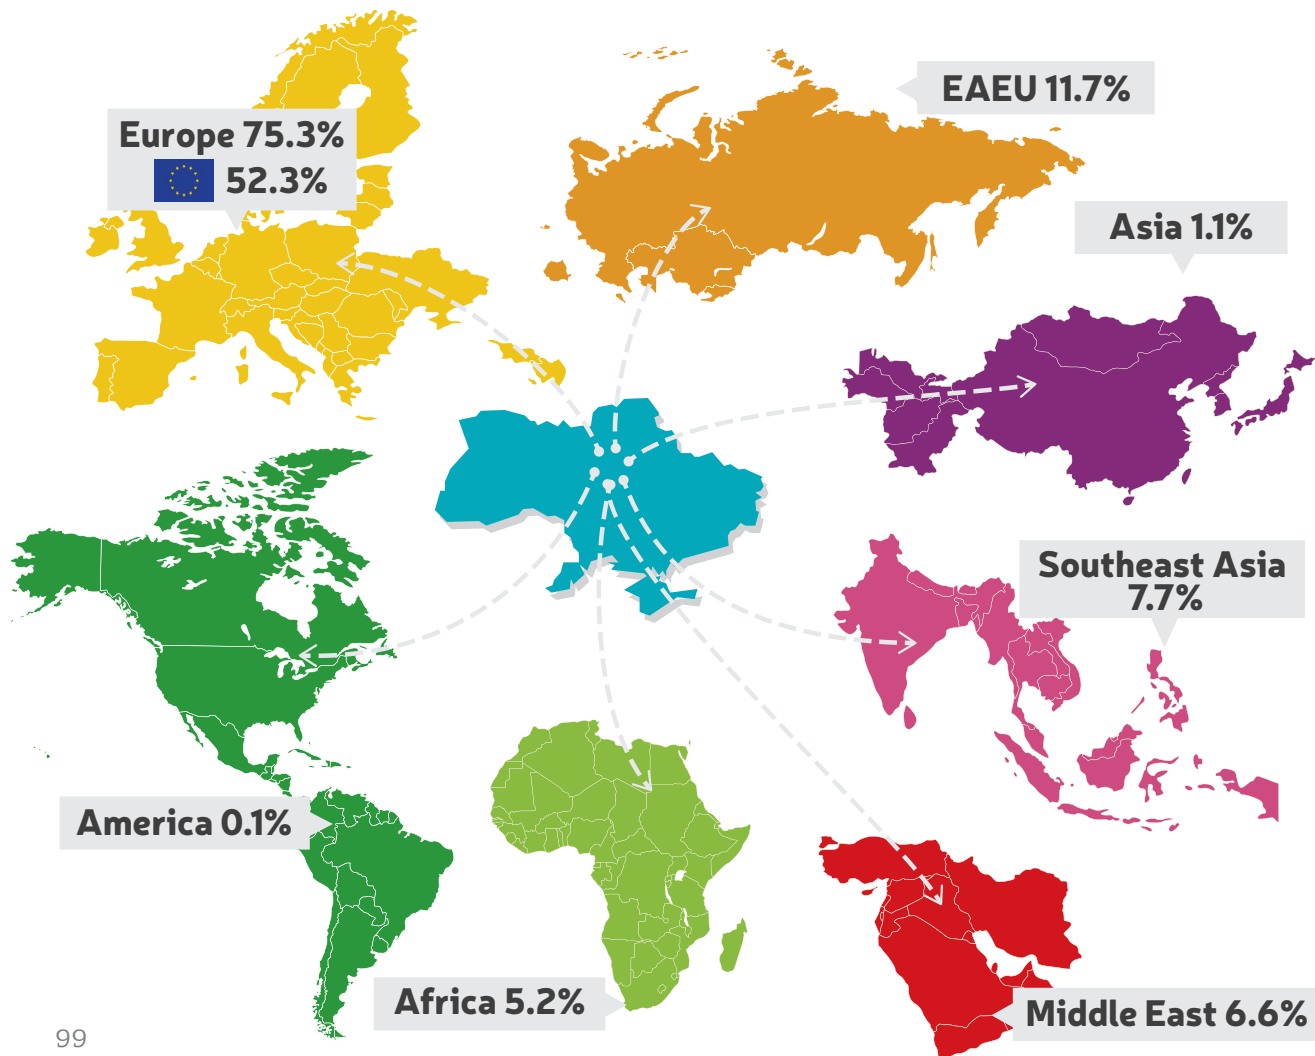 EAEU 11.7%
Europe 75.3%
52.3%
Asia 1.1%
Southeast Asia
7.7%
America 0.1%
Africa 5.2%
Middle East 6.6%
99